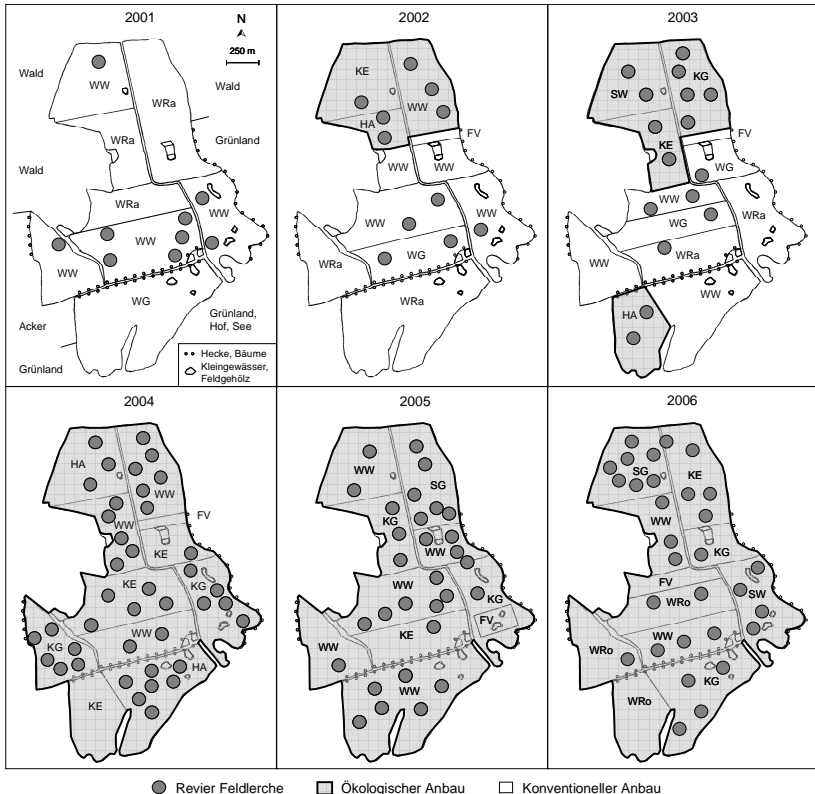 2001
N
250 m
Wald
WW
WRa
Wald
WRa
Grünland
Wald
WRa
WW
WW
WW
WG
Acker
Grünland,
Hof, See
Grünland
Hecke, Bäume
Kleingewässer,
Feldgehölz
2002
KE
WW
HA
FV
WW
WW
WW
WW
WRa
WG
WRa
2003
SW
KG
KE
FV
WG
WW
WG
WRa
WW
WRa
WW
HA
2004
HA
WW
WW
FV
KE
KE
KG
WW
KG
HA
KE
2005
WW
SG
KG
WW
WW
KG
FV
KE
WW
WW
2006
SG
KE
WW
KG
FV
SW
WRo
WW
WRo
KG
WRo
Revier Feldlerche
Ökologischer Anbau
Konventioneller Anbau